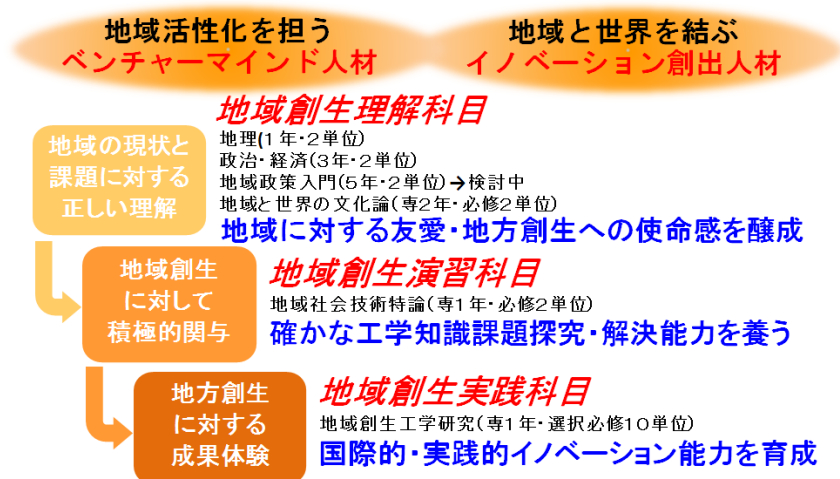 地域活性化を担う
ベンチャーマインド人材
地域と世界を結ぶ
イノベーション創出人材
地域の現状と
課題に対する
正しい理解
地域創生理解科目
地理(1年・2単位)
政治・経済(3年・2単位)
地域政策入門(5年・2単位)→検討中
地域と世界の文化論(専2年・必修2単位)
地域に対する友愛・地方創生への使命感を醸成
地域創生
に対して
積極的関与
地域創生演習科目
地域社会技術特論(専1年・必修2単位)
確かな工学知識課題探究・解決能力を養う
地方創生
に対する
成果体験
地域創生実践科目
地域創生工学研究(専1年・選択必修10単位)
国際的・実践的イノベーション能力を育成